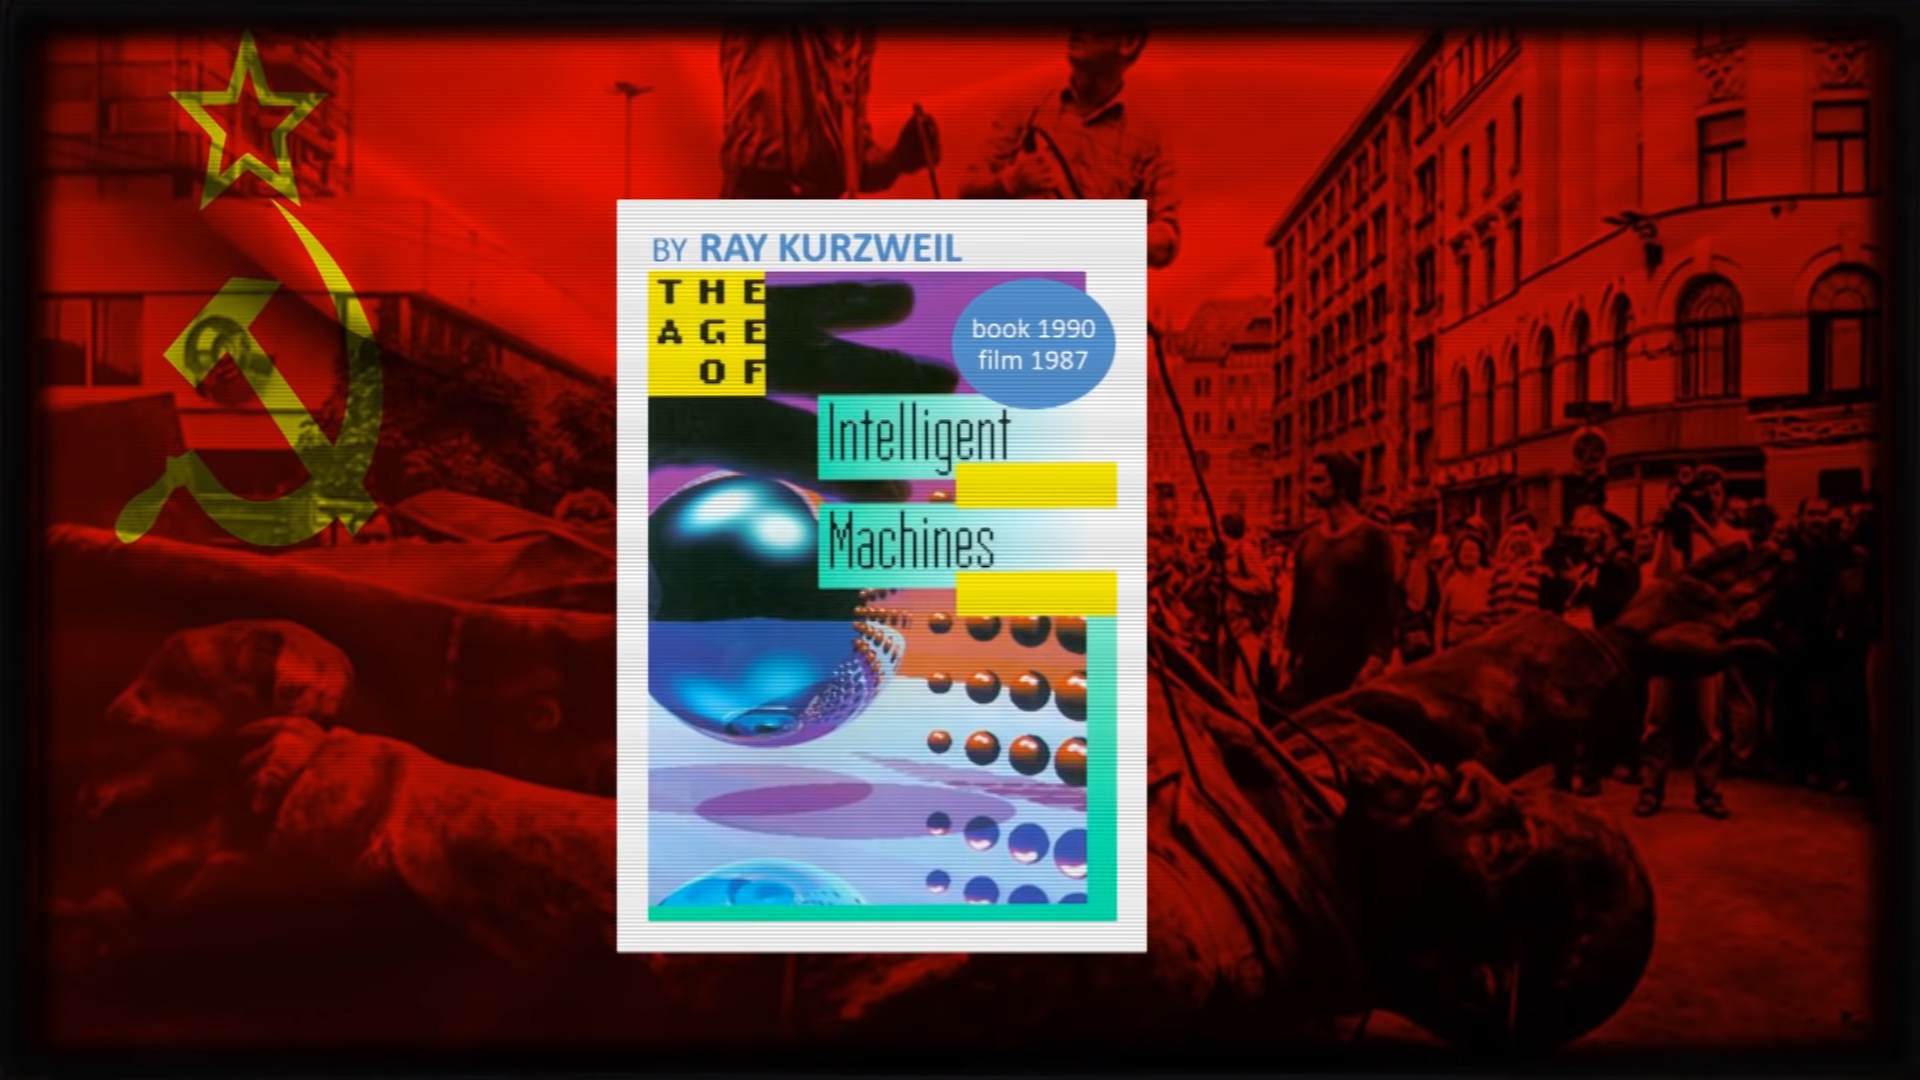 BY RAY KURZWEIL
THE
AGE
OF
book 1990
film 1987
Intelligent
Machines